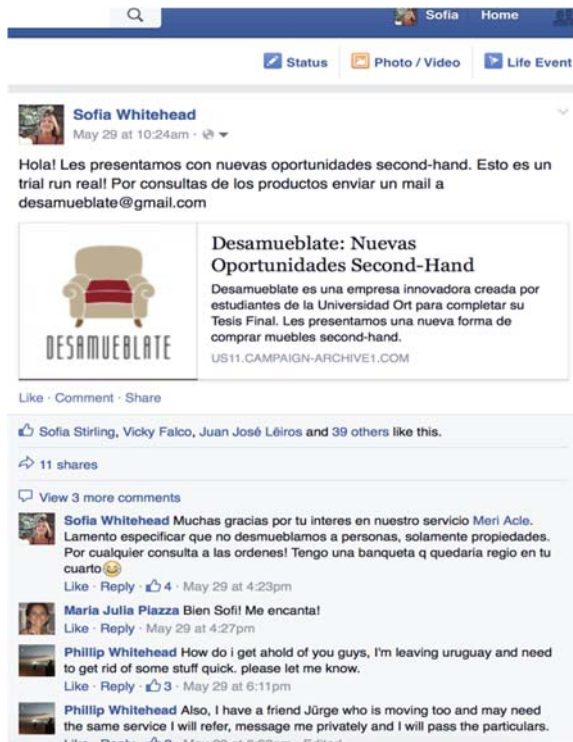 Sofia Home
Status Photo / Video Life Event
Sofia Whitehead
May 29 at 10:24am ·
Hola! Les presentamos con nuevas oportunidades second-hand. Esto es un
trial run real! Por consultas de los productos enviar un mail a
desamueblate@gmail.com
DESAMUEBLATE
Desamueblate: Nuevas
Oportunidades Second-Hand
Desamueblate es una empresa innovadora creada por
estudiantes de la Universidad Ort para completar su
Tesis Final. Les presentamos una nueva forma de
comprar muebles second-hand.
US11.CAMPAIGN-ARCHIVE1.COM
Like · Comment · Share
Sofia Stirling, Vicky Falco, Juan José Lëiros and 39 others like this.
11 shares
View 3 more comments
Sofia Whitehead Muchas gracias por tu interes en nuestro servicio Meri Acle.
Lamento especificar que no desmueblamos a personas, solamente propiedades.
Por cualquier consulta a las ordenes! Tengo una banqueta q quedaria regio en tu
cuarto😄
Like · Reply · 4 · May 29 at 4:23pm
Maria Julia Piazza Bien Sofi! Me encanta!
Like · Reply · May 29 at 4:27pm
Phillip Whitehead How do i get ahold of you guys, I'm leaving uruguay and need
to get rid of some stuff quick. please let me know.
Like · Reply · 3 · May 29 at 6:11pm
Phillip Whitehead Also, I have a friend Jürge who is moving too and may need
the same service I will refer, message me privately and I will pass the particulars.